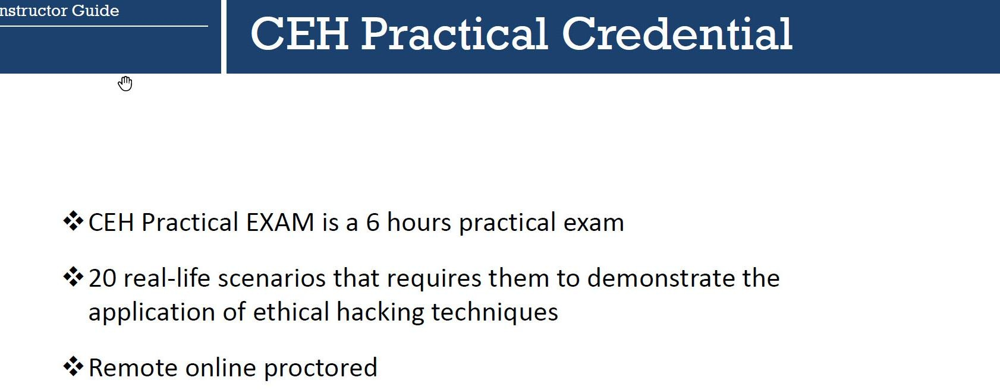 nstructor Guide
CEH Practical Credential
❖ CEH Practical EXAM is a 6 hours practical exam
❖ 20 real-life scenarios that requires them to demonstrate the
application of ethical hacking techniques
❖ Remote online proctored